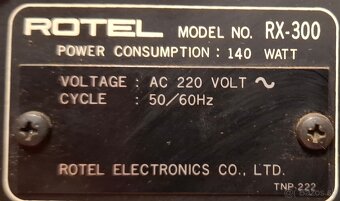 ROTEL MODEL NO. RX-300
POWER CONSUMPTION: 140 WATT
VOLTAGE : AC 220 VOLT ~
CYCLE : 50/60Hz
ROTEL ELECTRONICS CO., LTD.
TNP-222